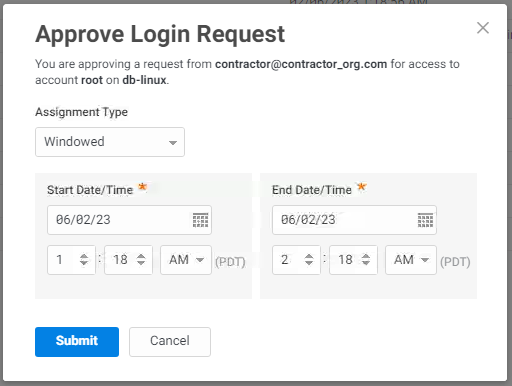 Approve Login Request
You are approving a request from contractor@contractor_org.com for access to
account root on db-linux.
Assignment Type
Windowed
Start Date/Time * End Date/Time *
06/02/23 06/02/23
1 : 18 AM (PDT) 2 : 18 AM (PDT)
Submit Cancel